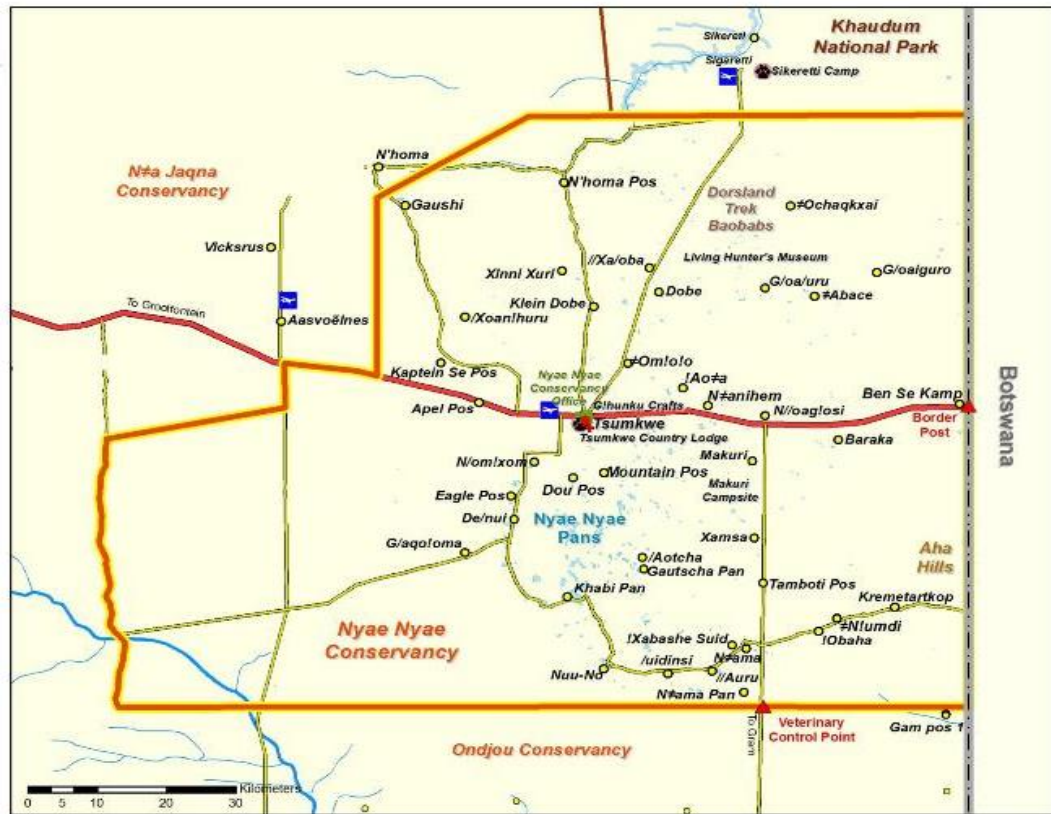 Khaudum
National Park
Sikereti
Sigaretti
Sikeretti Camp
N≠a Jaqna
Conservancy
N'homa
N'homa Pos
Gaushi
Dorsland
Trek
Baobabs
≠Ochaqkxai
Vicksrus
//Xa/oba
Living Hunter's Museum
Xinni Xuri
G/oaiguro
G/oa/uru
Dobe
≠Abace
To Grootfontein
Klein Dobe
Aasvoëlnes
/Xoan!huru
Kaptein Se Pos
≠Om!o!o
Nyae Nyae
Conservancy
Office
!Ao≠a
Apel Pos
G!hunku Crafts
N≠anihem
Ben Se Kamp
Botswana
Tsumkwe
N//oag!osi
Border
Post
Tsumkwe Country Lodge
Baraka
N/om!xom
Makuri
Mountain Pos
Dou Pos
Makuri
Campsite
Eagle Pos
De/nui
Nyae Nyae
Pans
Xamsa
G/aqo!oma
Aha
Hills
/Aotcha
Gautscha Pan
Tamboti Pos
Khabi Pan
Kremetartkop
≠N!umdi
!Obaha
Nyae Nyae
Conservancy
!Xabashe Suid
N≠ama
/uidinsi
Nuu-No
//Auru
N≠ama Pan
To Gram
Veterinary
Control Point
Gam pos 1
Ondjou Conservancy
Kilometers
0 5 10 20 30